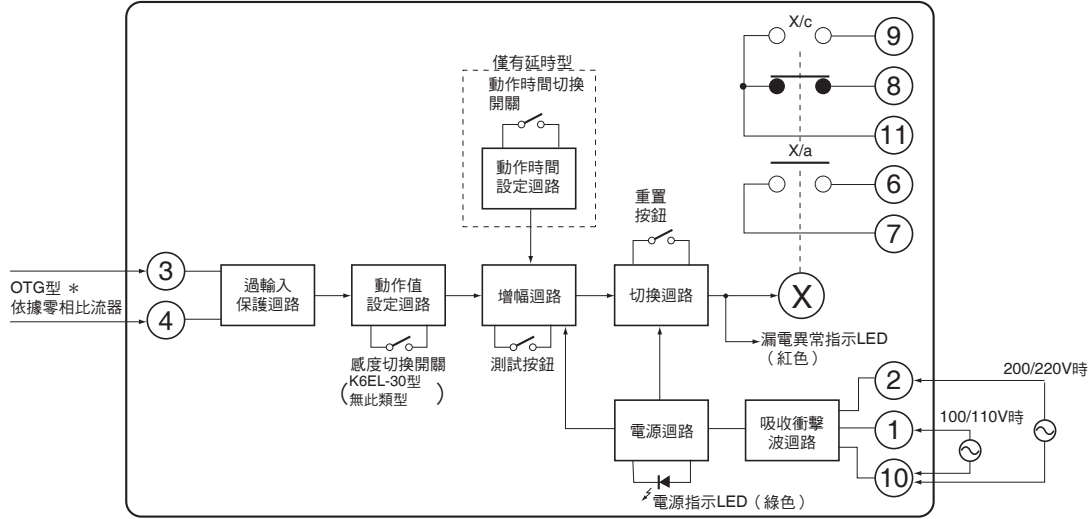 X/c
9
8
11
X/a
6
7
僅有延時型
動作時間切換
開關
動作時間
設定迴路
重置
按鈕
OTG型 *
依據零相比流器
3
4
過輸入
保護迴路
動作值
設定迴路
增幅迴路
切換迴路
X
感度切換開關
(K6EL-30型
無此類型)
測試按鈕
漏電異常指示LED
（紅色）
電源迴路
吸收衝擊
波迴路
2
1
10
200/220V時
100/110V時
電源指示LED（綠色）